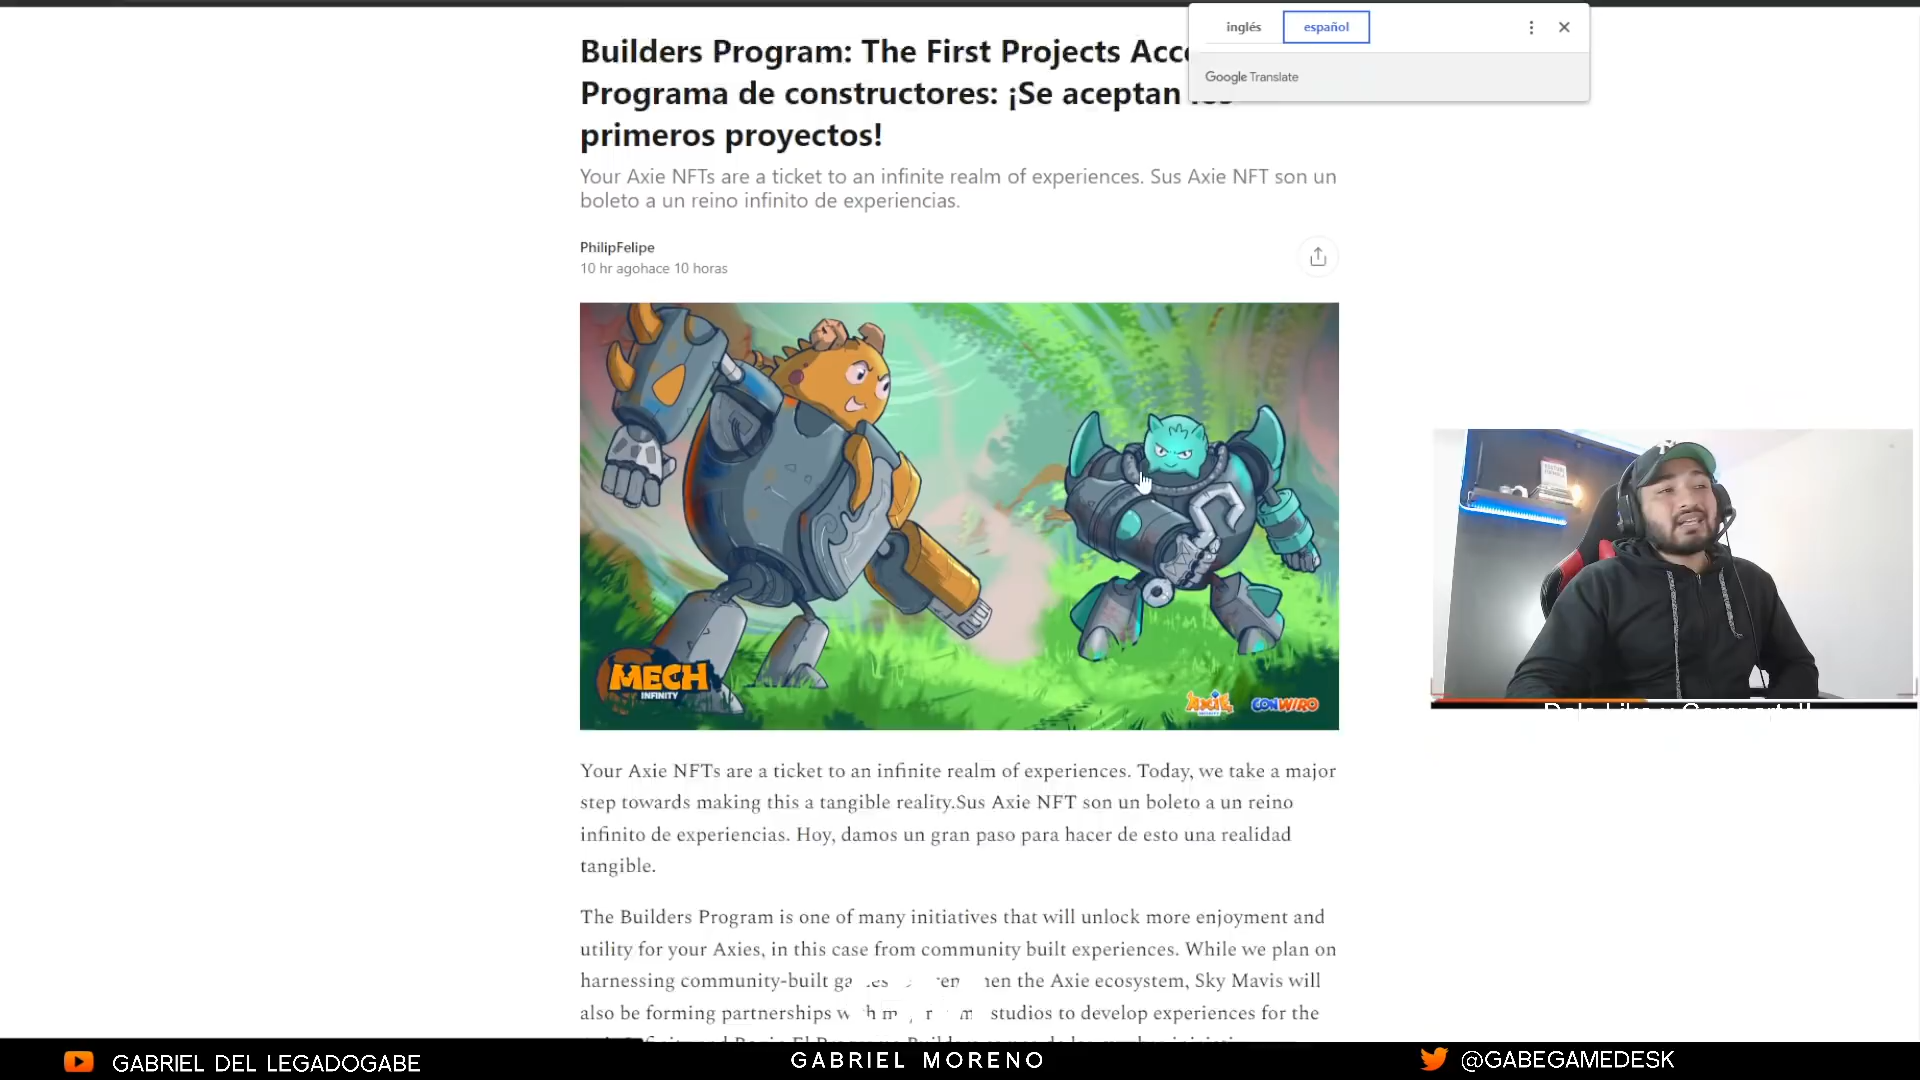 inglés
español
Google Translate
Builders Program: The First Projects
Programa de constructores: ¡Se aceptan
primeros proyectos!
Your Axie NFTs are a ticket to an infinite realm of experiences. Sus Axie NFT son un
boleto a un reino infinito de experiencias.
PhilipFelipe
10 hr agohace 10 horas
MECH
INFINITY
AXIE
CONWIRO
Your Axie NFTs are a ticket to an infinite realm of experiences. Today, we take a major
step towards making this a tangible reality.Sus Axie NFT son un boleto a un reino
infinito de experiencias. Hoy, damos un gran paso para hacer de esto una realidad
tangible.
The Builders Program is one of many initiatives that will unlock more enjoyment and
utility for your Axies, in this case from community built experiences. While we plan on
harnessing community-built the Axie ecosystem, Sky Mavis will
also be forming partnerships studios to develop experiences for the
GABRIEL DEL LEGADOGABE
GABRIEL MORENO
@GABEGAMEDESK